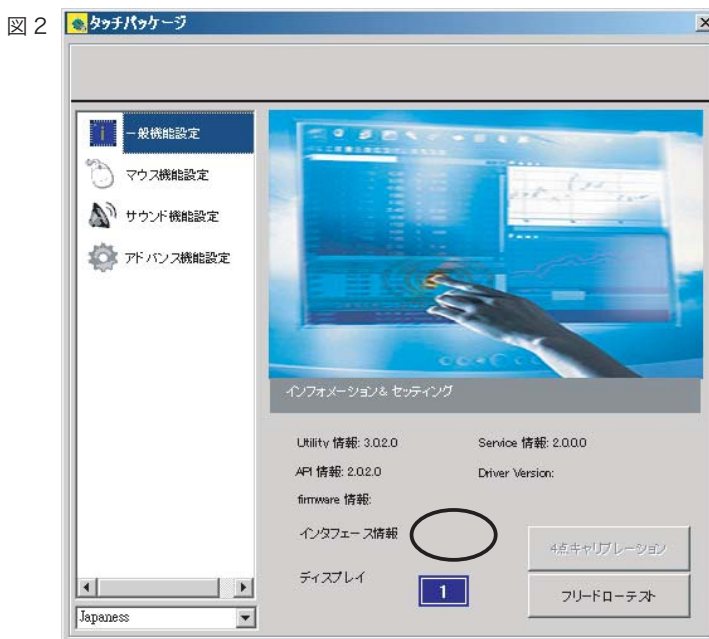 図2
タッチパッケージ
一般機能設定
マウス機能設定
サウンド機能設定
アドバンス機能設定
インフォメーション& セッティング
Utility 情報: 3.0.2.0
Service 情報: 2.0.0.0
API 情報: 2.0.2.0
Driver Version:
firmware 情報:
インタフェース情報
4点キャリブレーション
ディスプレイ
1
フリードローテスト
Japaness